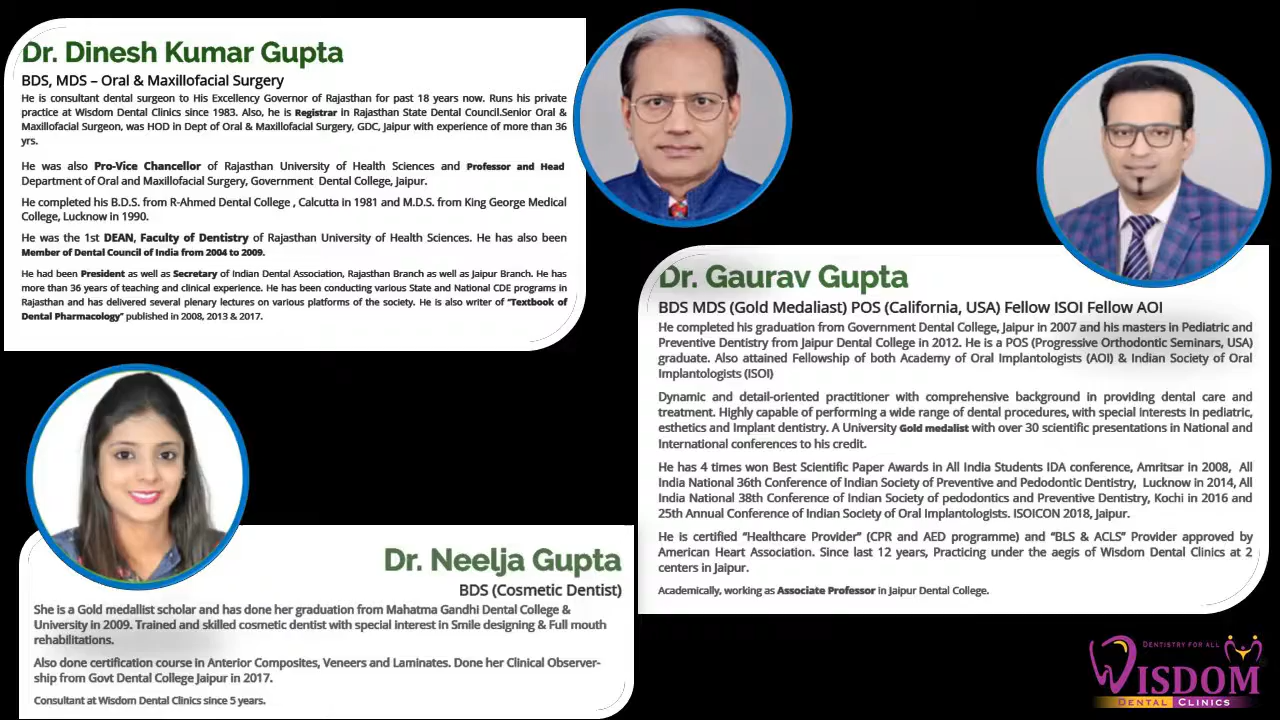 Dr. Dinesh Kumar Gupta
BDS, MDS – Oral & Maxillofacial Surgery
He is consultant dental surgeon to His Excellency Governor of Rajasthan for past 18 years now. Runs his private
practice at Wisdom Dental Clinics since 1983. Also, he is Registrar in Rajasthan State Dental Council.Senior Oral &
Maxillofacial Surgeon, was HOD in Dept of Oral & Maxillofacial Surgery, GDC, Jaipur with experience of more than 36
yrs.
He was also Pro-Vice Chancellor of Rajasthan University of Health Sciences and Professor and Head
Department of Oral and Maxillofacial Surgery, Government Dental College, Jaipur.
He completed his B.D.S. from R-Ahmed Dental College , Calcutta in 1981 and M.D.S. from King George Medical
College, Lucknow in 1990.
He was the 1st DEAN, Faculty of Dentistry of Rajasthan University of Health Sciences. He has also been
Member of Dental Council of India from 2004 to 2009.
He had been President as well as Secretary of Indian Dental Association, Rajasthan Branch as well as Jaipur Branch. He has
more than 36 years of teaching and clinical experience. He has been conducting various State and National CDE programs in
Rajasthan and has delivered several plenary lectures on various platforms of the society. He is also writer of “Textbook of
Dental Pharmacology” published in 2008, 2013 & 2017.
Dr. Gaurav Gupta
BDS MDS (Gold Medaliast) POS (California, USA) Fellow ISOI Fellow AOI
He completed his graduation from Government Dental College, Jaipur in 2007 and his masters in Pediatric and
Preventive Dentistry from Jaipur Dental College in 2012. He is a POS (Progressive Orthodontic Seminars, USA)
graduate. Also attained Fellowship of both Academy of Oral Implantologists (AOI) & Indian Society of Oral
Implantologists (ISOI)
Dynamic and detail-oriented practitioner with comprehensive background in providing dental care and
treatment. Highly capable of performing a wide range of dental procedures, with special interests in pediatric,
esthetics and Implant dentistry. A University Gold medalist with over 30 scientific presentations in National and
International conferences to his credit.
He has 4 times won Best Scientific Paper Awards in All India Students IDA conference, Amritsar in 2008, All
India National 36th Conference of Indian Society of Preventive and Pedodontic Dentistry, Lucknow in 2014, All
India National 38th Conference of Indian Society of pedodontics and Preventive Dentistry, Kochi in 2016 and
25th Annual Conference of Indian Society of Oral Implantologists. ISOICON 2018, Jaipur.
He is certified “Healthcare Provider” (CPR and AED programme) and “BLS & ACLS” Provider approved by
American Heart Association. Since last 12 years, Practicing under the aegis of Wisdom Dental Clinics at 2
centers in Jaipur.
Academically, working as Associate Professor in Jaipur Dental College.
Dr. Neelja Gupta
BDS (Cosmetic Dentist)
She is a Gold medallist scholar and has done her graduation from Mahatma Gandhi Dental College &
University in 2009. Trained and skilled cosmetic dentist with special interest in Smile designing & Full mouth
rehabilitations.
Also done certification course in Anterior Composites, Veneers and Laminates. Done her Clinical Observer-
ship from Govt Dental College Jaipur in 2017.
Consultant at Wisdom Dental Clinics since 5 years.
DENTISTRY FOR ALL
WISDOM
DENTAL CLINICS